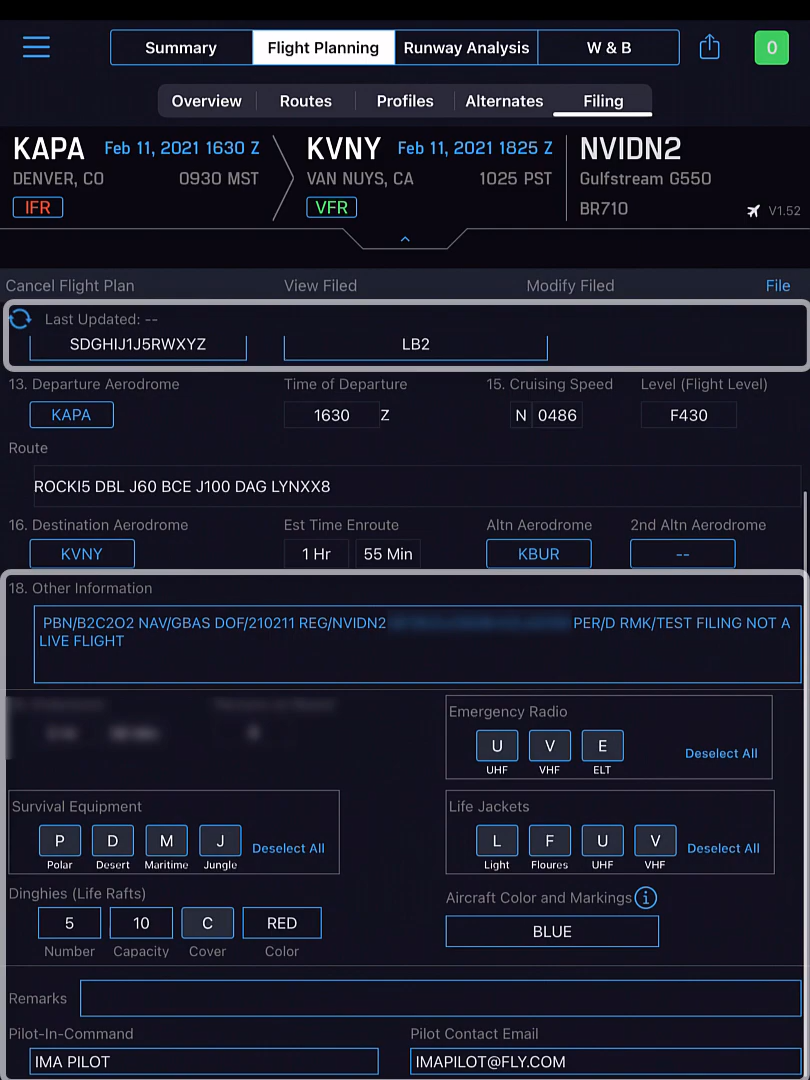 Summary Flight Planning Runway Analysis W & B 0
Overview Routes Profiles Alternates Filing
KAPA Feb 11, 2021 1630 Z KVNY Feb 11, 2021 1825 Z NVIDN2
DENVER, CO 0930 MST VAN NUYS, CA 1025 PST Gulfstream G550
IFR VFR BR710 V1.52
Cancel Flight Plan View Filed Modify Filed File
Last Updated: --
SDGHIJ1J5RWXYZ LB2
13. Departure Aerodrome Time of Departure 15. Cruising Speed Level (Flight Level)
KAPA 1630 Z N 0486 F430
Route
ROCKI5 DBL J60 BCE J100 DAG LYNXX8
16. Destination Aerodrome Est Time Enroute Altn Aerodrome 2nd Altn Aerodrome
KVNY 1 Hr 55 Min KBUR --
18. Other Information
PBN/B2C2O2 NAV/GBAS DOF/210211 REG/NVIDN2 PER/D RMK/TEST FILING NOT A
LIVE FLIGHT
Emergency Radio
U V E Deselect All
UHF VHF ELT
Survival Equipment Life Jackets
P D M J Deselect All L F U V Deselect All
Polar Desert Maritime Jungle Light Floures UHF VHF
Dinghies (Life Rafts) Aircraft Color and Markings i
5 10 C RED BLUE
Number Capacity Cover Color
Remarks
Pilot-In-Command Pilot Contact Email
IMA PILOT IMAPILOT@FLY.COM